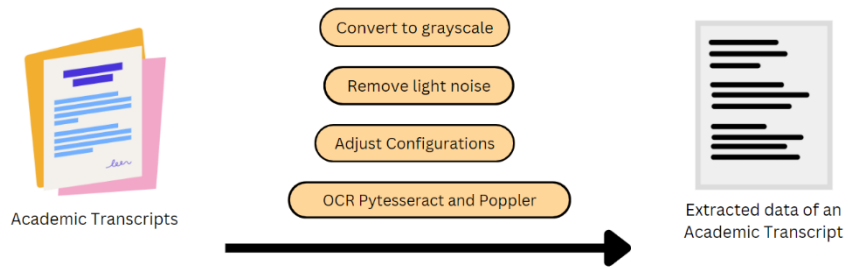 Convert to grayscale
Remove light noise
Adjust Configurations
OCR Pytesseract and Poppler
Academic Transcripts
Extracted data of an
Academic Transcript